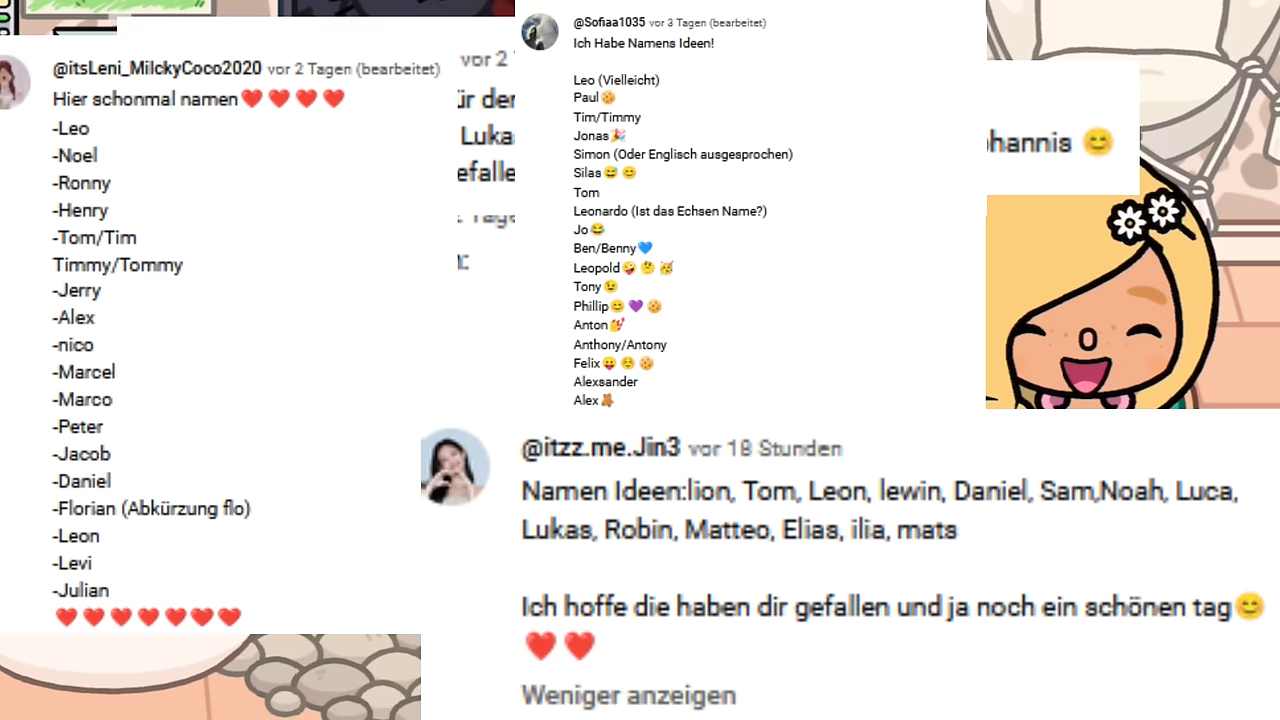 @itsLeni_MilckyCoco2020 vor 2 Tagen (bearbeitet)
Hier schonmal namen❤️❤️❤️❤️
-Leo
-Noel
-Ronny
-Henry
-Tom/Tim
Timmy/Tommy
-Jerry
-Alex
-nico
-Marcel
-Marco
-Peter
-Jacob
-Daniel
-Florian (Abkürzung flo)
-Leon
-Levi
-Julian
❤️❤️❤️❤️❤️❤️❤️
vor 2
Luka
@Sofiaa1035 vor 3 Tagen (bearbeitet)
Ich Habe Namens Ideen!
Leo (Vielleicht)
Paul🍪
Tim/Timmy
Jonas🎉
Simon (Oder Englisch ausgesprochen)
Silas😅😊
Tom
Leonardo (Ist das Echsen Name?)
Jo😂
Ben/Benny💙
Leopold🤪🤔🥳
Tony😉
Phillip😊💜🍪
Anton💅
Anthony/Antony
Felix😛☺️🍪
Alexsander
Alex🧸
hannis 😊
@itzz.me.Jin3 vor 18 Stunden
Namen Ideen:lion, Tom, Leon, lewin, Daniel, Sam,Noah, Luca,
Lukas, Robin, Matteo, Elias, ilia, mats
Ich hoffe die haben dir gefallen und ja noch ein schönen tag😊
❤️❤️
Weniger anzeigen